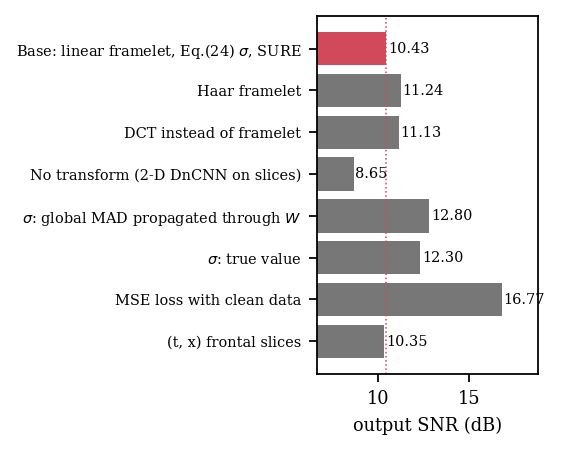 Base: linear framelet, Eq.(24) σ, SURE
10.43
Haar framelet
11.24
DCT instead of framelet
11.13
No transform (2-D DnCNN on slices)
8.65
σ: global MAD propagated through W
12.80
σ: true value
12.30
MSE loss with clean data
16.77
(t, x) frontal slices
10.35
10 15
output SNR (dB)